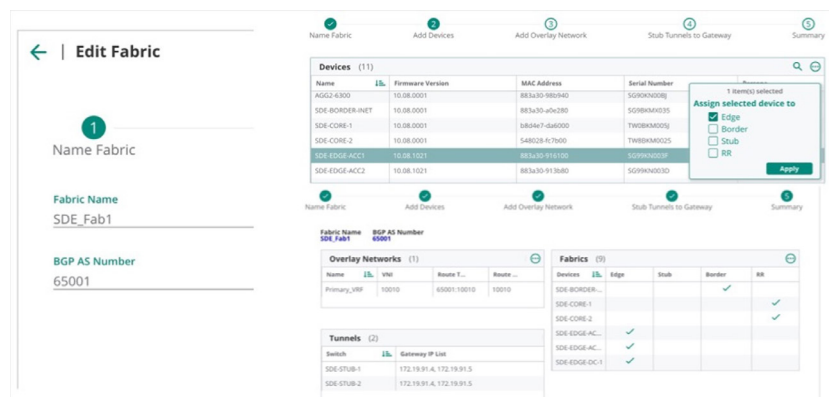 ← | Edit Fabric
1
Name Fabric
Fabric Name
SDE_Fab1
BGP AS Number
65001
2 3 4 5
Name Fabric Add Devices Add Overlay Network Stub Tunnels to Gateway Summary
Devices (11)
Name Firmware Version MAC Address Serial Number
AGG2-6300 10.08.0001 883a30-98b940 SG90KN00BJ
SDE-BORDER-INET 10.08.0001 883a30-a0e280 SG9BKMX035
SDE-CORE-1 10.08.0001 b8d4e7-da6000 TW0BKM005J
SDE-CORE-2 10.08.0001 548028-fc7b00 TW8BKM0025
SDE-EDGE-ACC1 10.08.1021 883a30-916100 SG99KN003P
SDE-EDGE-ACC2 10.08.1021 883a30-913b80 SG99KN003D
1 item(s) selected
Assign selected device to
Edge
Border
Stub
RR
Apply
5
Name Fabric Add Devices Add Overlay Network Stub Tunnels to Gateway Summary
Fabric Name BGP AS Number
SDE_Fab1 65001
Overlay Networks (1)
Name VNI Route T... Route ...
Primary_VRF 10010 65001:10010 10010
Tunnels (2)
Switch Gateway IP List
SDE-STUB-1 172.19.91.4, 172.19.91.5
SDE-STUB-2 172.19.91.4, 172.19.91.5
Fabrics (9)
Devices Edge Stub Border RR
SDE-BORDER-...
SDE-CORE-1
SDE-CORE-2
SDE-EDGE-AC...
SDE-EDGE-AC...
SDE-EDGE-DC-1